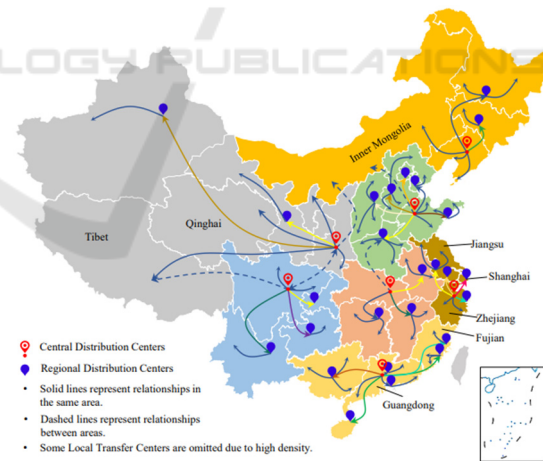 LOGY PUBLICATIONS
Inner Mongolia
Tibet
Qinghai
Jiangsu
Shanghai
Zhejiang
Fujian
Guangdong
Central Distribution Centers
Regional Distribution Centers
• Solid lines represent relationships in
the same area.
• Dashed lines represent relationships
between areas.
• Some Local Transfer Centers are omitted due to high density.